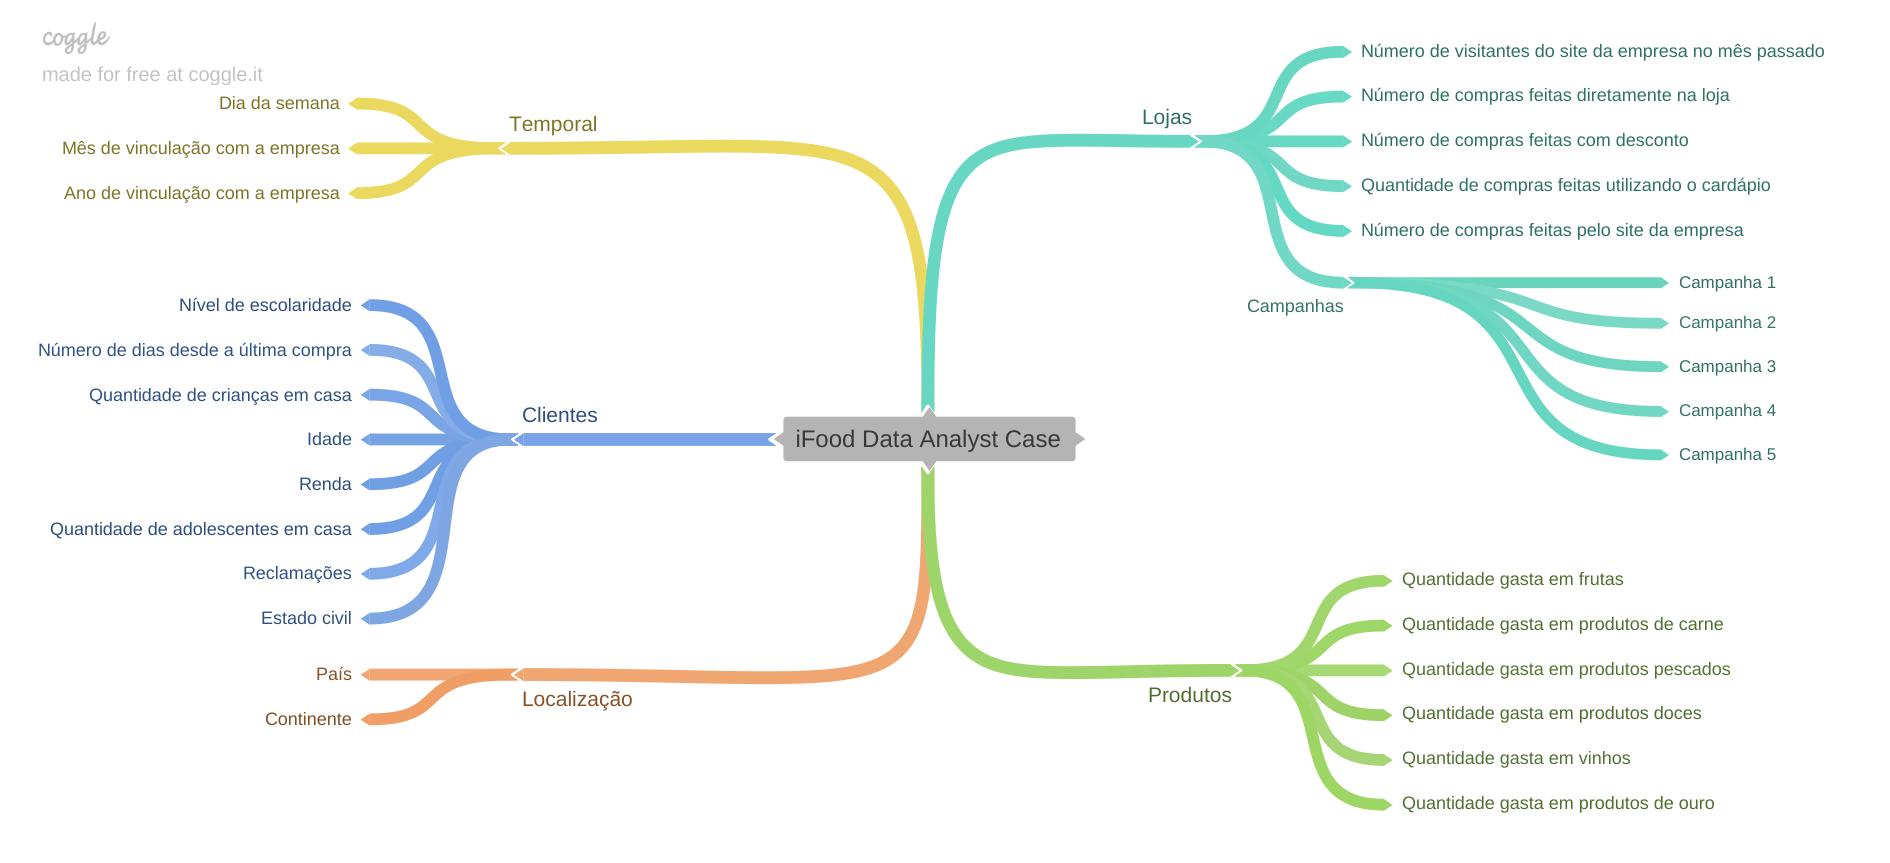 coggle
made for free at coggle.it
Temporal
Dia da semana
Mês de vinculação com a empresa
Ano de vinculação com a empresa
Clientes
Nível de escolaridade
Número de dias desde a última compra
Quantidade de crianças em casa
Idade
Renda
Quantidade de adolescentes em casa
Reclamações
Estado civil
Localização
País
Continente
iFood Data Analyst Case
Lojas
Número de visitantes do site da empresa no mês passado
Número de compras feitas diretamente na loja
Número de compras feitas com desconto
Quantidade de compras feitas utilizando o cardápio
Número de compras feitas pelo site da empresa
Campanhas
Campanha 1
Campanha 2
Campanha 3
Campanha 4
Campanha 5
Produtos
Quantidade gasta em frutas
Quantidade gasta em produtos de carne
Quantidade gasta em produtos pescados
Quantidade gasta em produtos doces
Quantidade gasta em vinhos
Quantidade gasta em produtos de ouro